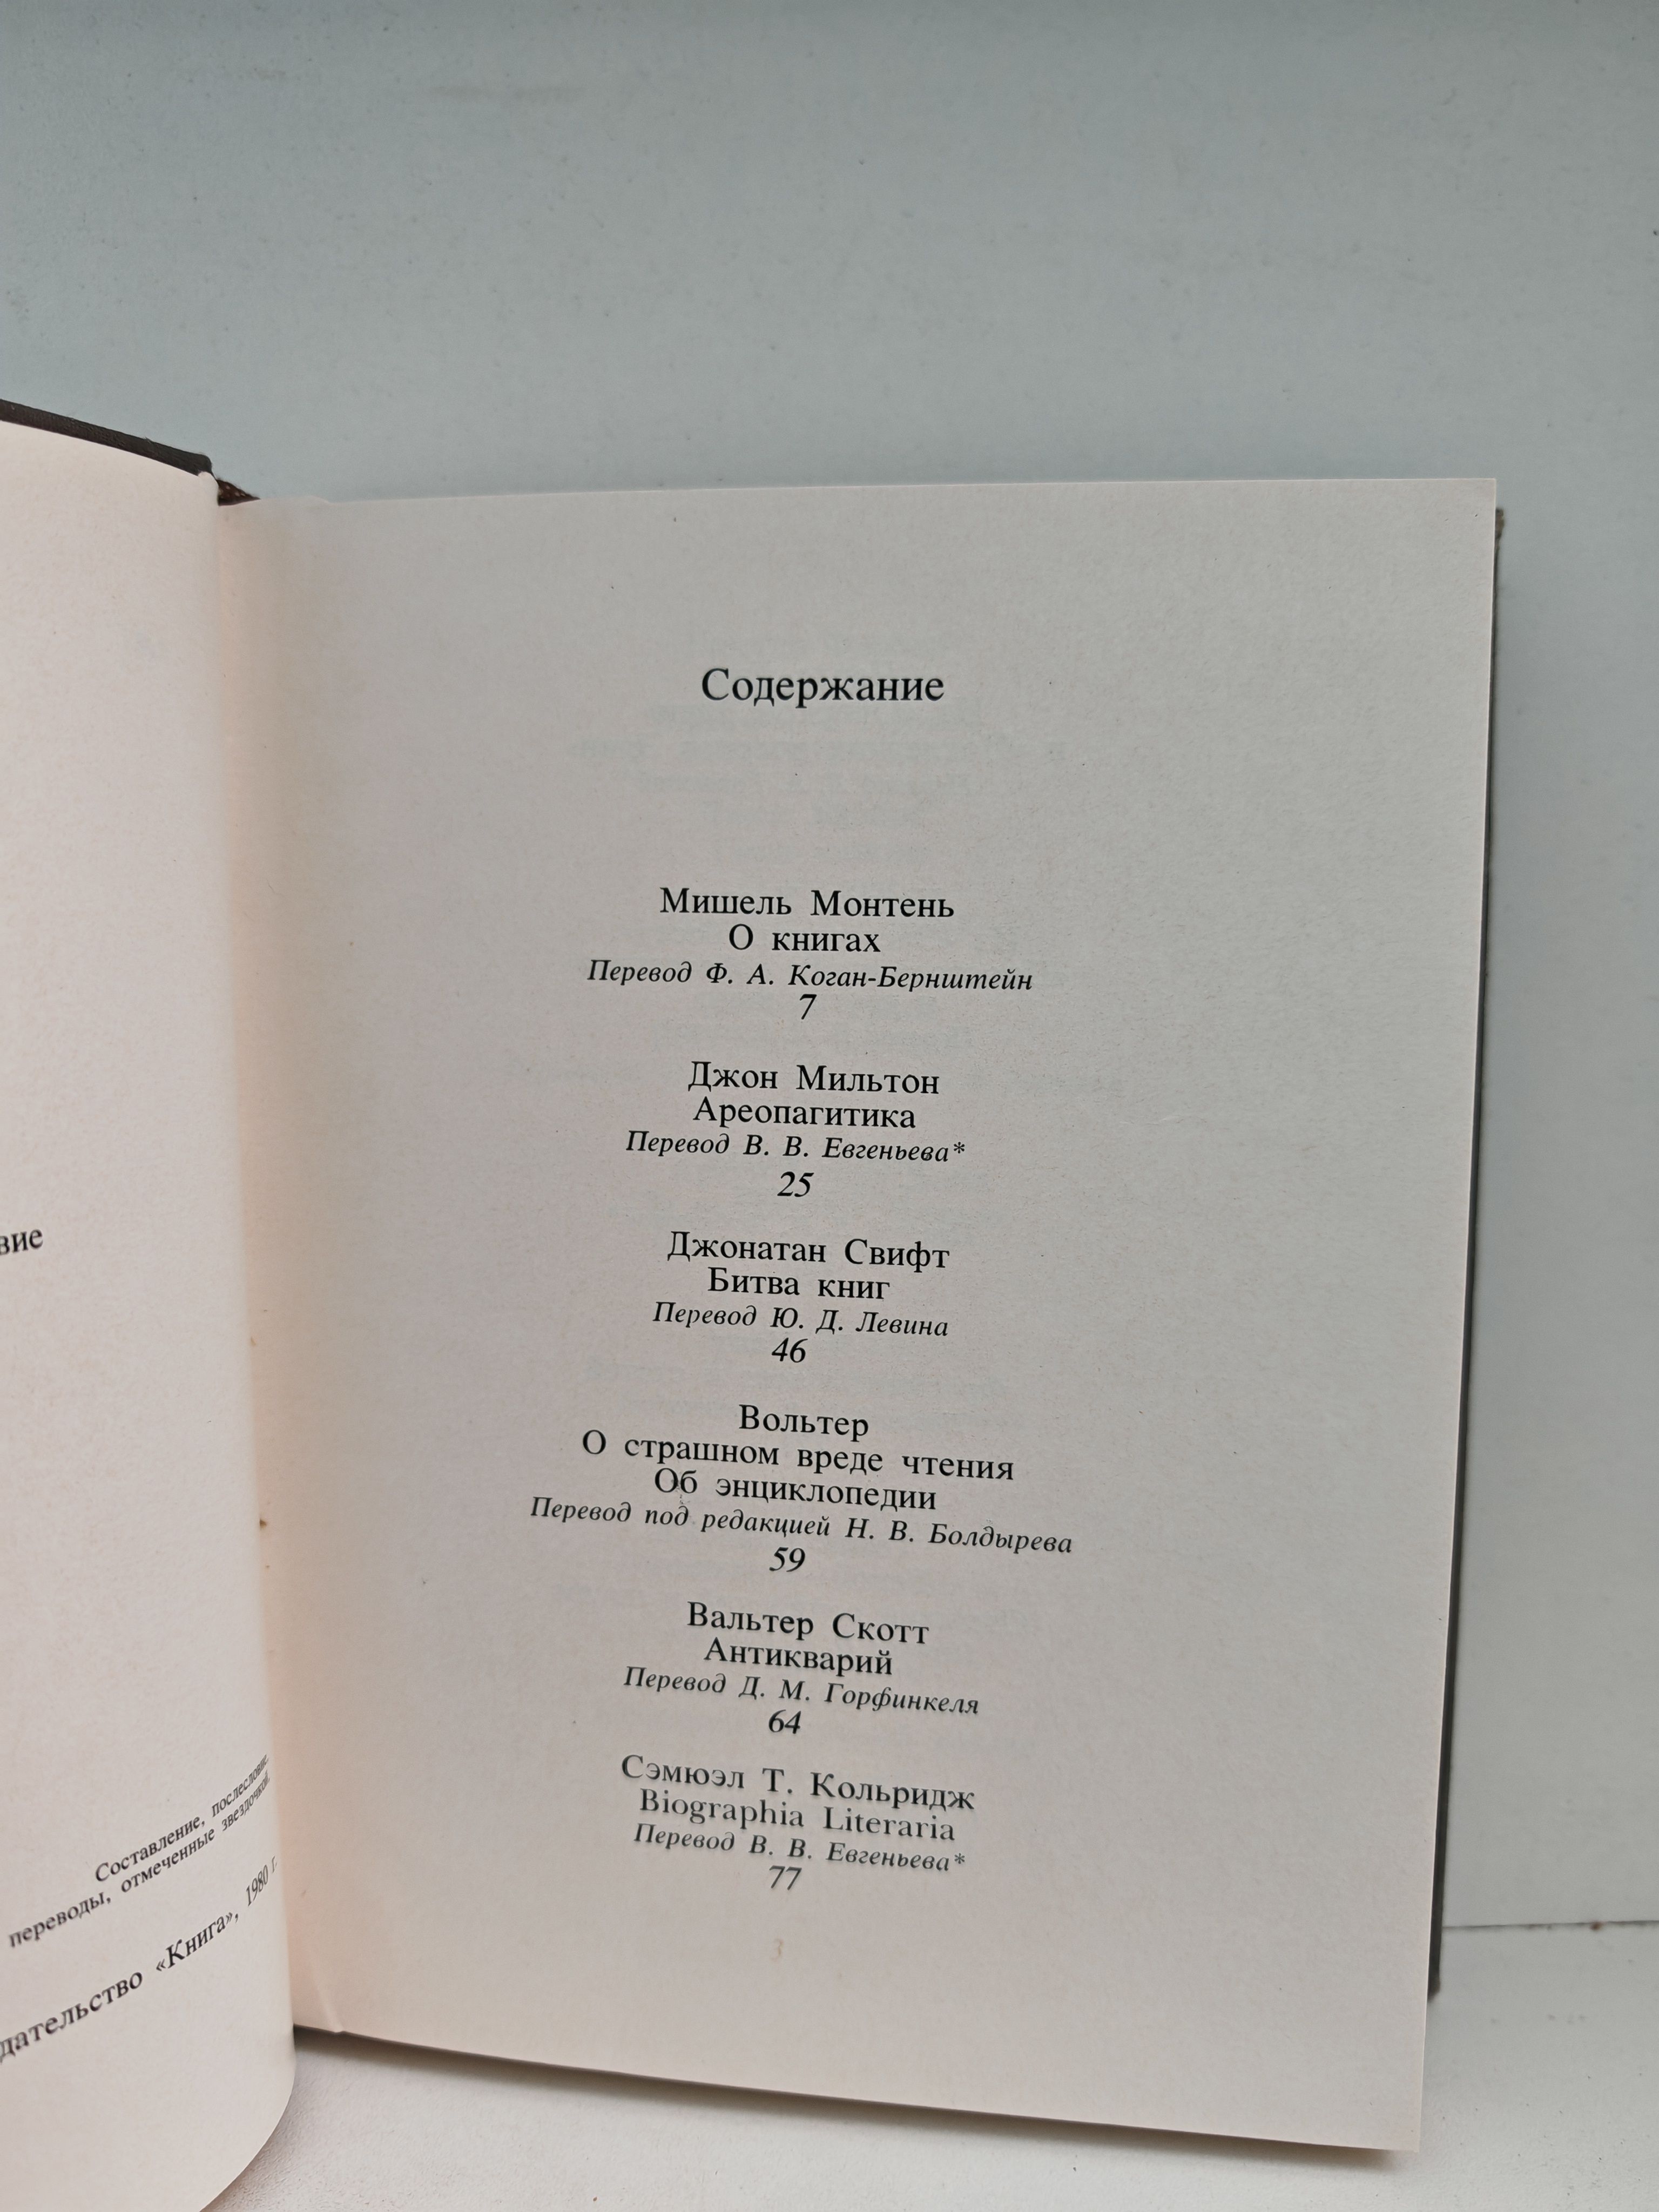 Составление, послесловие,
переводы, отмеченные звездочкой.
«Книга», 1980 г.
Содержание
Мишель Монтень
О книгах
Перевод Ф. А. Коган-Бернштейн
7
Джон Мильтон
Ареопагитика
Перевод В. В. Евгеньева*
25
Джонатан Свифт
Битва книг
Перевод Ю. Д. Левина
46
Вольтер
О страшном вреде чтения
Об энциклопедии
Перевод под редакцией Н. В. Болдырева
59
Вальтер Скотт
Антикварий
Перевод Д. М. Горфинкеля
64
Сэмюэл Т. Кольридж
Biographia Literaria
Перевод В. В. Евгеньева*
77
3